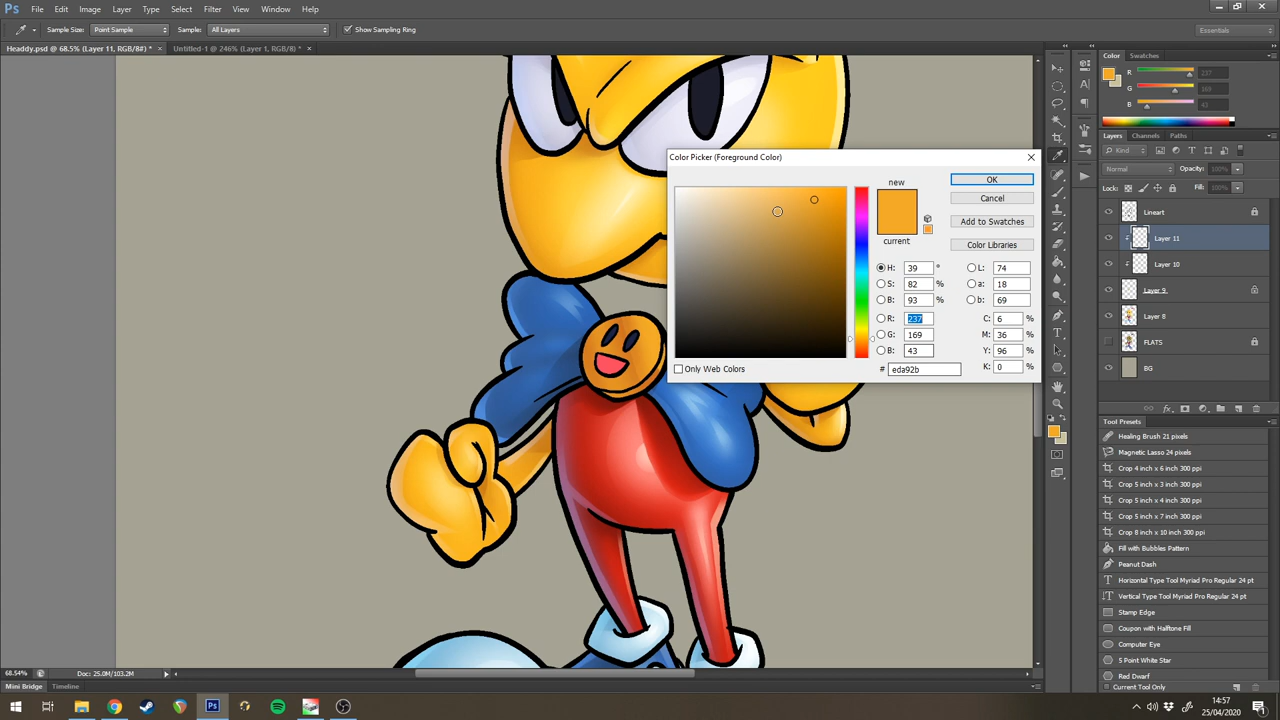 Ps File Edit Image Layer Type Select Filter View Window Help
Sample Size: Point Sample Sample: All Layers Show Sampling Ring Essentials
Headdy.psd @ 68.5% (Layer 11, RGB/8#) * × Untitled-1 @ 246% (Layer 1, RGB/8) * ×
Color Swatches
R 237
G 169
B 43
Layers Channels Paths
Kind
Normal Opacity: 100%
Lock: Fill: 100%
Lineart
Layer 11
Layer 10
Layer 9
Layer 8
FLATS
BG
Color Picker (Foreground Color)
new
current
OK
Cancel
Add to Swatches
Color Libraries
H: 39 ° L: 74
S: 82 % a: 18
B: 93 % b: 69
R: 237 C: 6 %
G: 169 M: 36 %
B: 43 Y: 96 %
Only Web Colors # eda92b K: 0 %
Tool Presets
Healing Brush 21 pixels
Magnetic Lasso 24 pixels
Crop 4 inch x 6 inch 300 ppi
Crop 5 inch x 3 inch 300 ppi
Crop 5 inch x 4 inch 300 ppi
Crop 5 inch x 7 inch 300 ppi
Crop 8 inch x 10 inch 300 ppi
Fill with Bubbles Pattern
Peanut Dash
Horizontal Type Tool Myriad Pro Regular 24 pt
Vertical Type Tool Myriad Pro Regular 24 pt
Stamp Edge
Coupon with Halftone Fill
Computer Eye
5 Point White Star
Red Dwarf
Current Tool Only
68.54% Doc: 25.0M/103.2M
Mini Bridge Timeline
14:57
25/04/2020